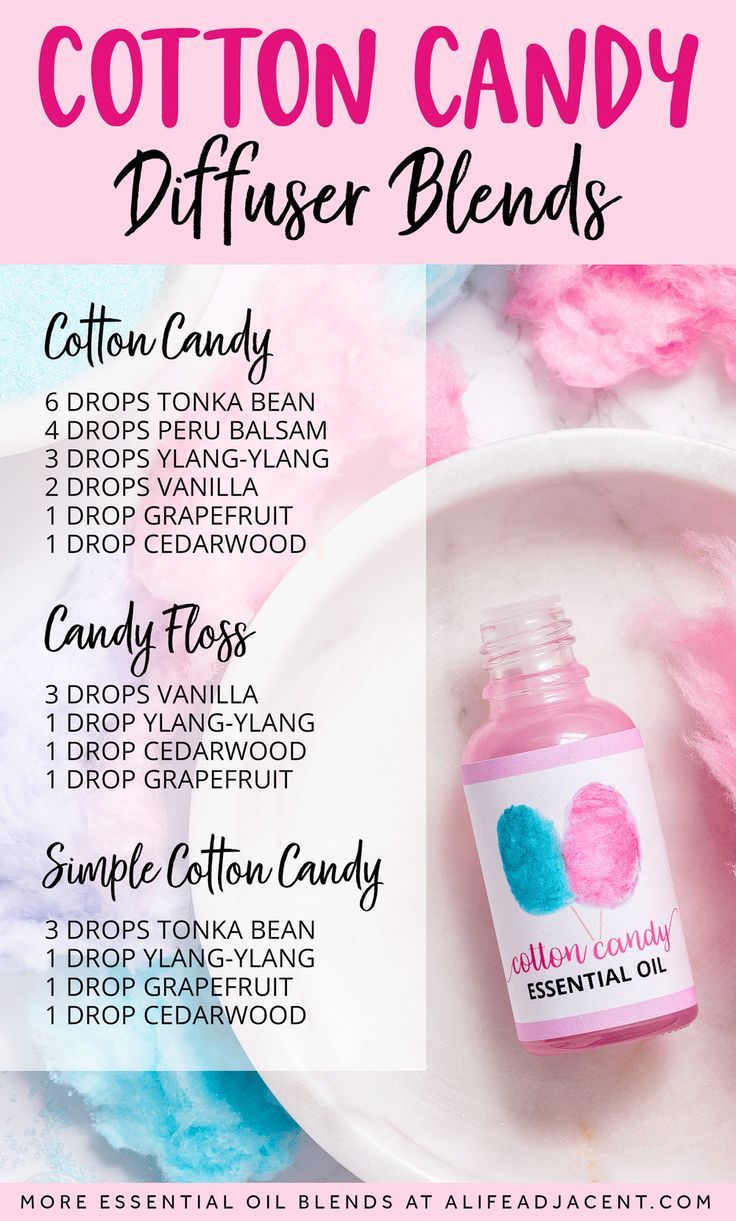 COTTON CANDY
Diffuser Blends
Cotton Candy
6 DROPS TONKA BEAN
4 DROPS PERU BALSAM
3 DROPS YLANG-YLANG
2 DROPS VANILLA
1 DROP GRAPEFRUIT
1 DROP CEDARWOOD
Candy Floss
3 DROPS VANILLA
1 DROP YLANG-YLANG
1 DROP CEDARWOOD
1 DROP GRAPEFRUIT
Simple Cotton Candy
3 DROPS TONKA BEAN
1 DROP YLANG-YLANG
1 DROP GRAPEFRUIT
1 DROP CEDARWOOD
cotton candy
ESSENTIAL OIL
MORE ESSENTIAL OIL BLENDS AT ALIFEADJACENT.COM